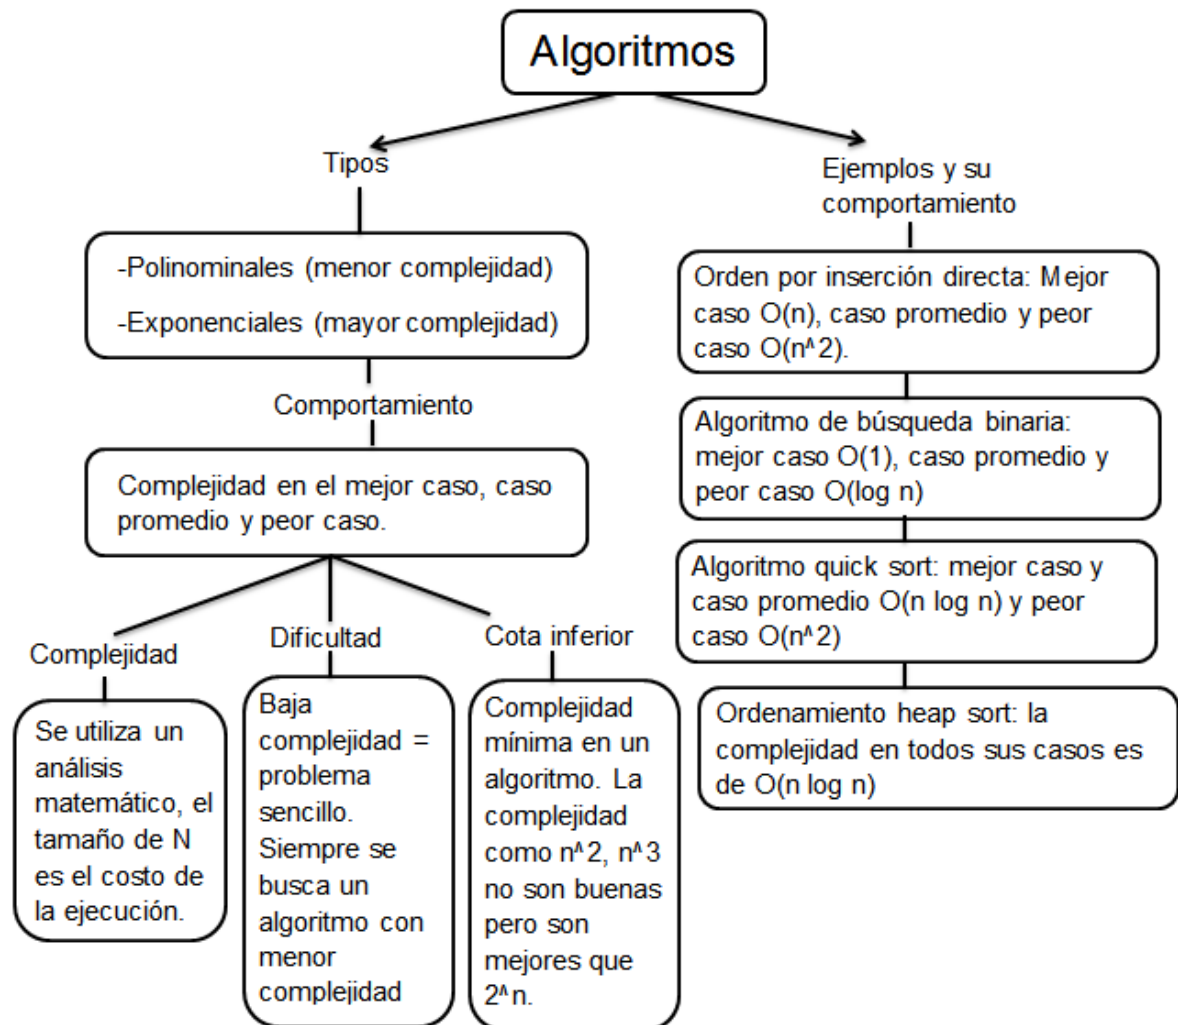 Algoritmos
Tipos
-Polinominales (menor complejidad)
-Exponenciales (mayor complejidad)
Comportamiento
Complejidad en el mejor caso, caso
promedio y peor caso.
Complejidad
Se utiliza un
análisis
matemático, el
tamaño de N
es el costo de
la ejecución.
Dificultad
Baja
complejidad =
problema
sencillo.
Siempre se
busca un
algoritmo con
menor
complejidad
Cota inferior
Complejidad
mínima en un
algoritmo. La
complejidad
como n^2, n^3
no son buenas
pero son
mejores que
2^n.
Ejemplos y su
comportamiento
Orden por inserción directa: Mejor
caso O(n), caso promedio y peor
caso O(n^2).
Algoritmo de búsqueda binaria:
mejor caso O(1), caso promedio y
peor caso O(log n)
Algoritmo quick sort: mejor caso y
caso promedio O(n log n) y peor
caso O(n^2)
Ordenamiento heap sort: la
complejidad en todos sus casos es
de O(n log n)